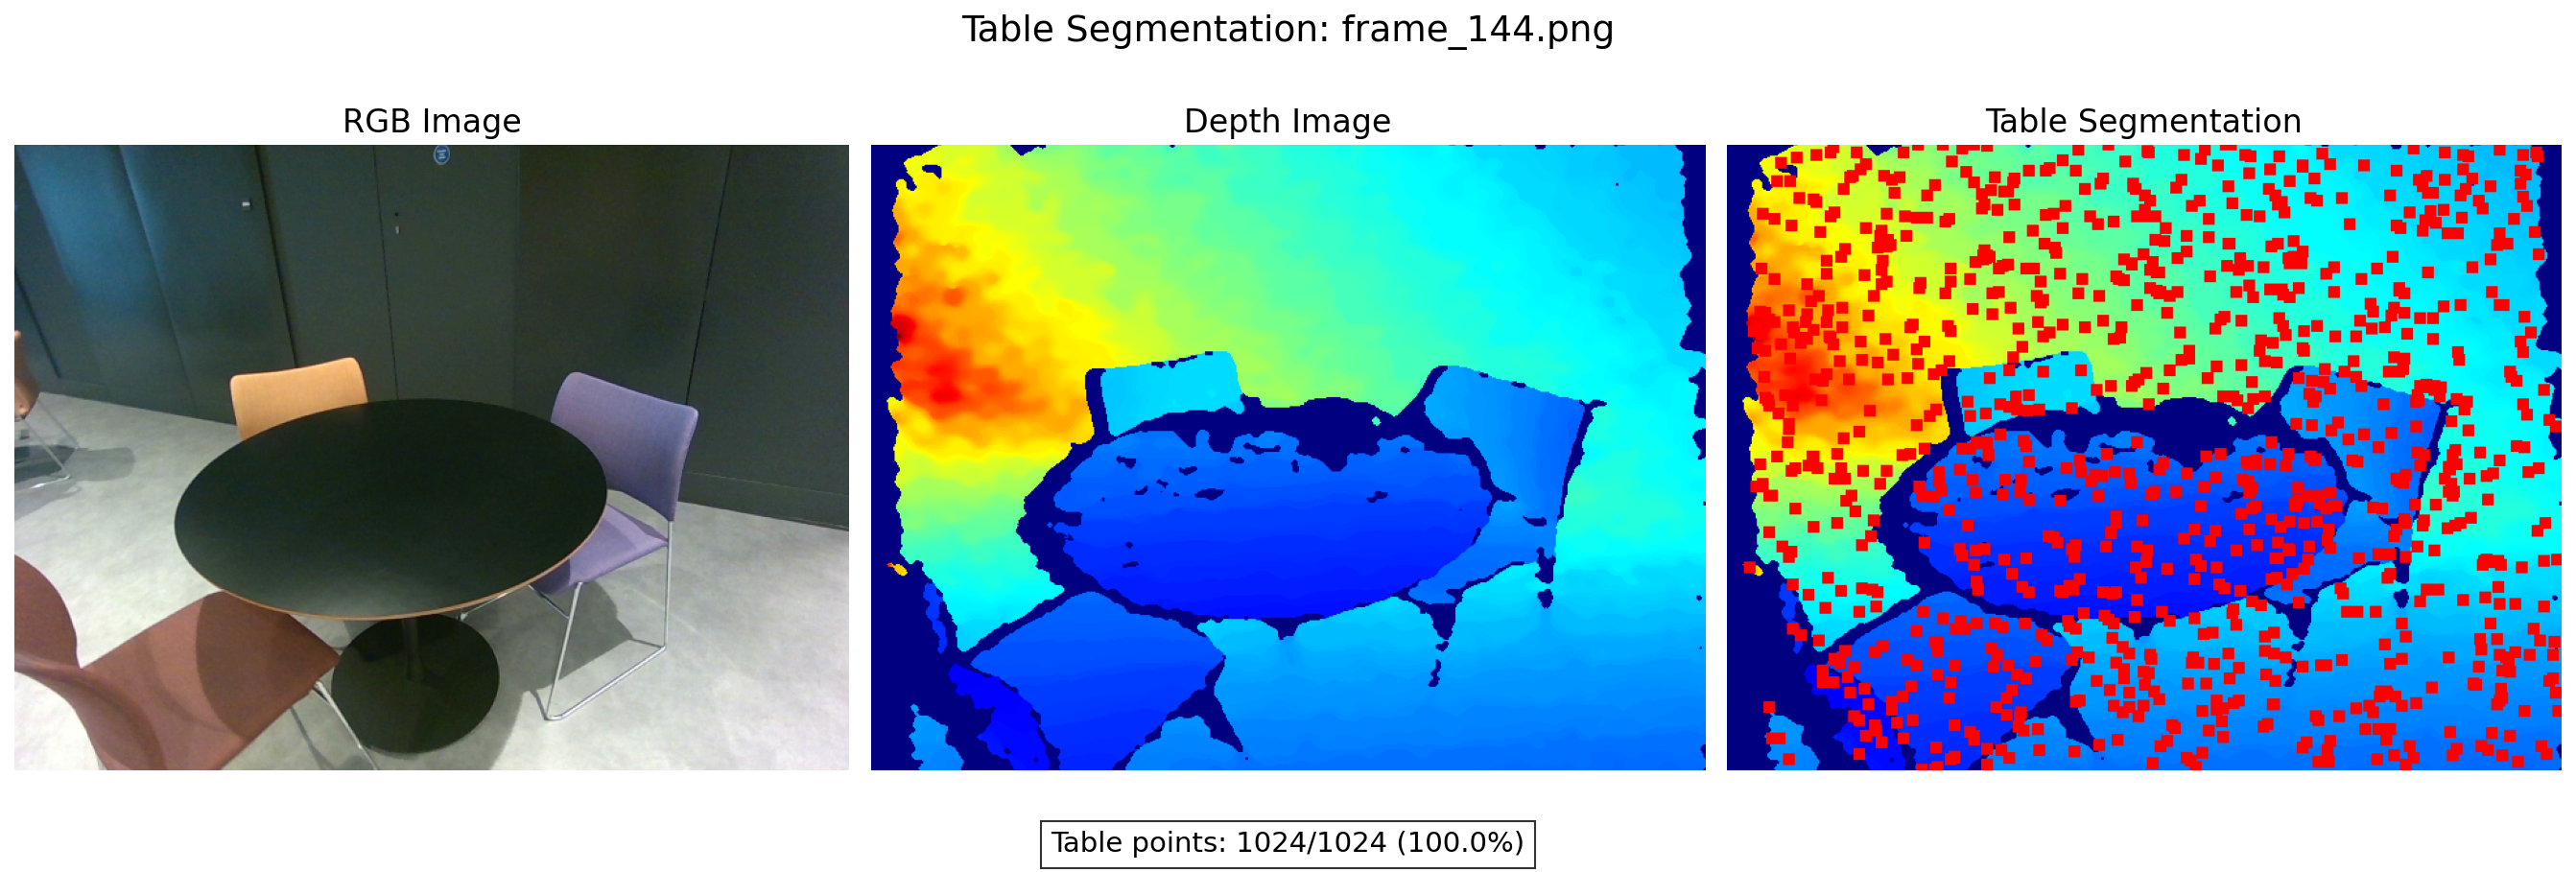 Table Segmentation: frame_144.png
RGB Image
Depth Image
Table Segmentation
Table points: 1024/1024 (100.0%)